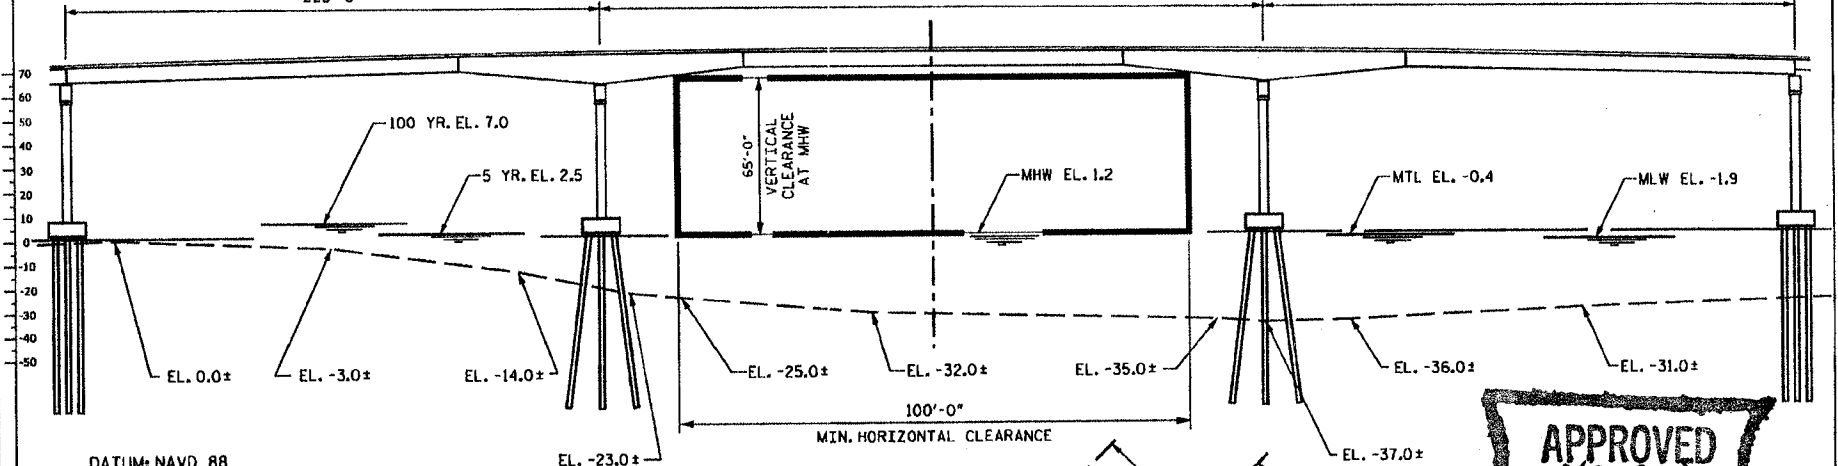 70
60
50
40
30
20
10
0
-10
-20
-30
-40
-50
100 YR. EL. 7.0
5 YR. EL. 2.5
65'-0"
VERTICAL
CLEARANCE
AT MHW
MHW EL. 1.2
MTL EL. -0.4
MLW EL. -1.9
EL. 0.0±
EL. -3.0±
EL. -14.0±
EL. -25.0±
EL. -32.0±
EL. -35.0±
EL. -36.0±
EL. -31.0±
100'-0"
MIN. HORIZONTAL CLEARANCE
APPROVED
DATUM: NAVD 88
EL. -23.0±
EL. -37.0±